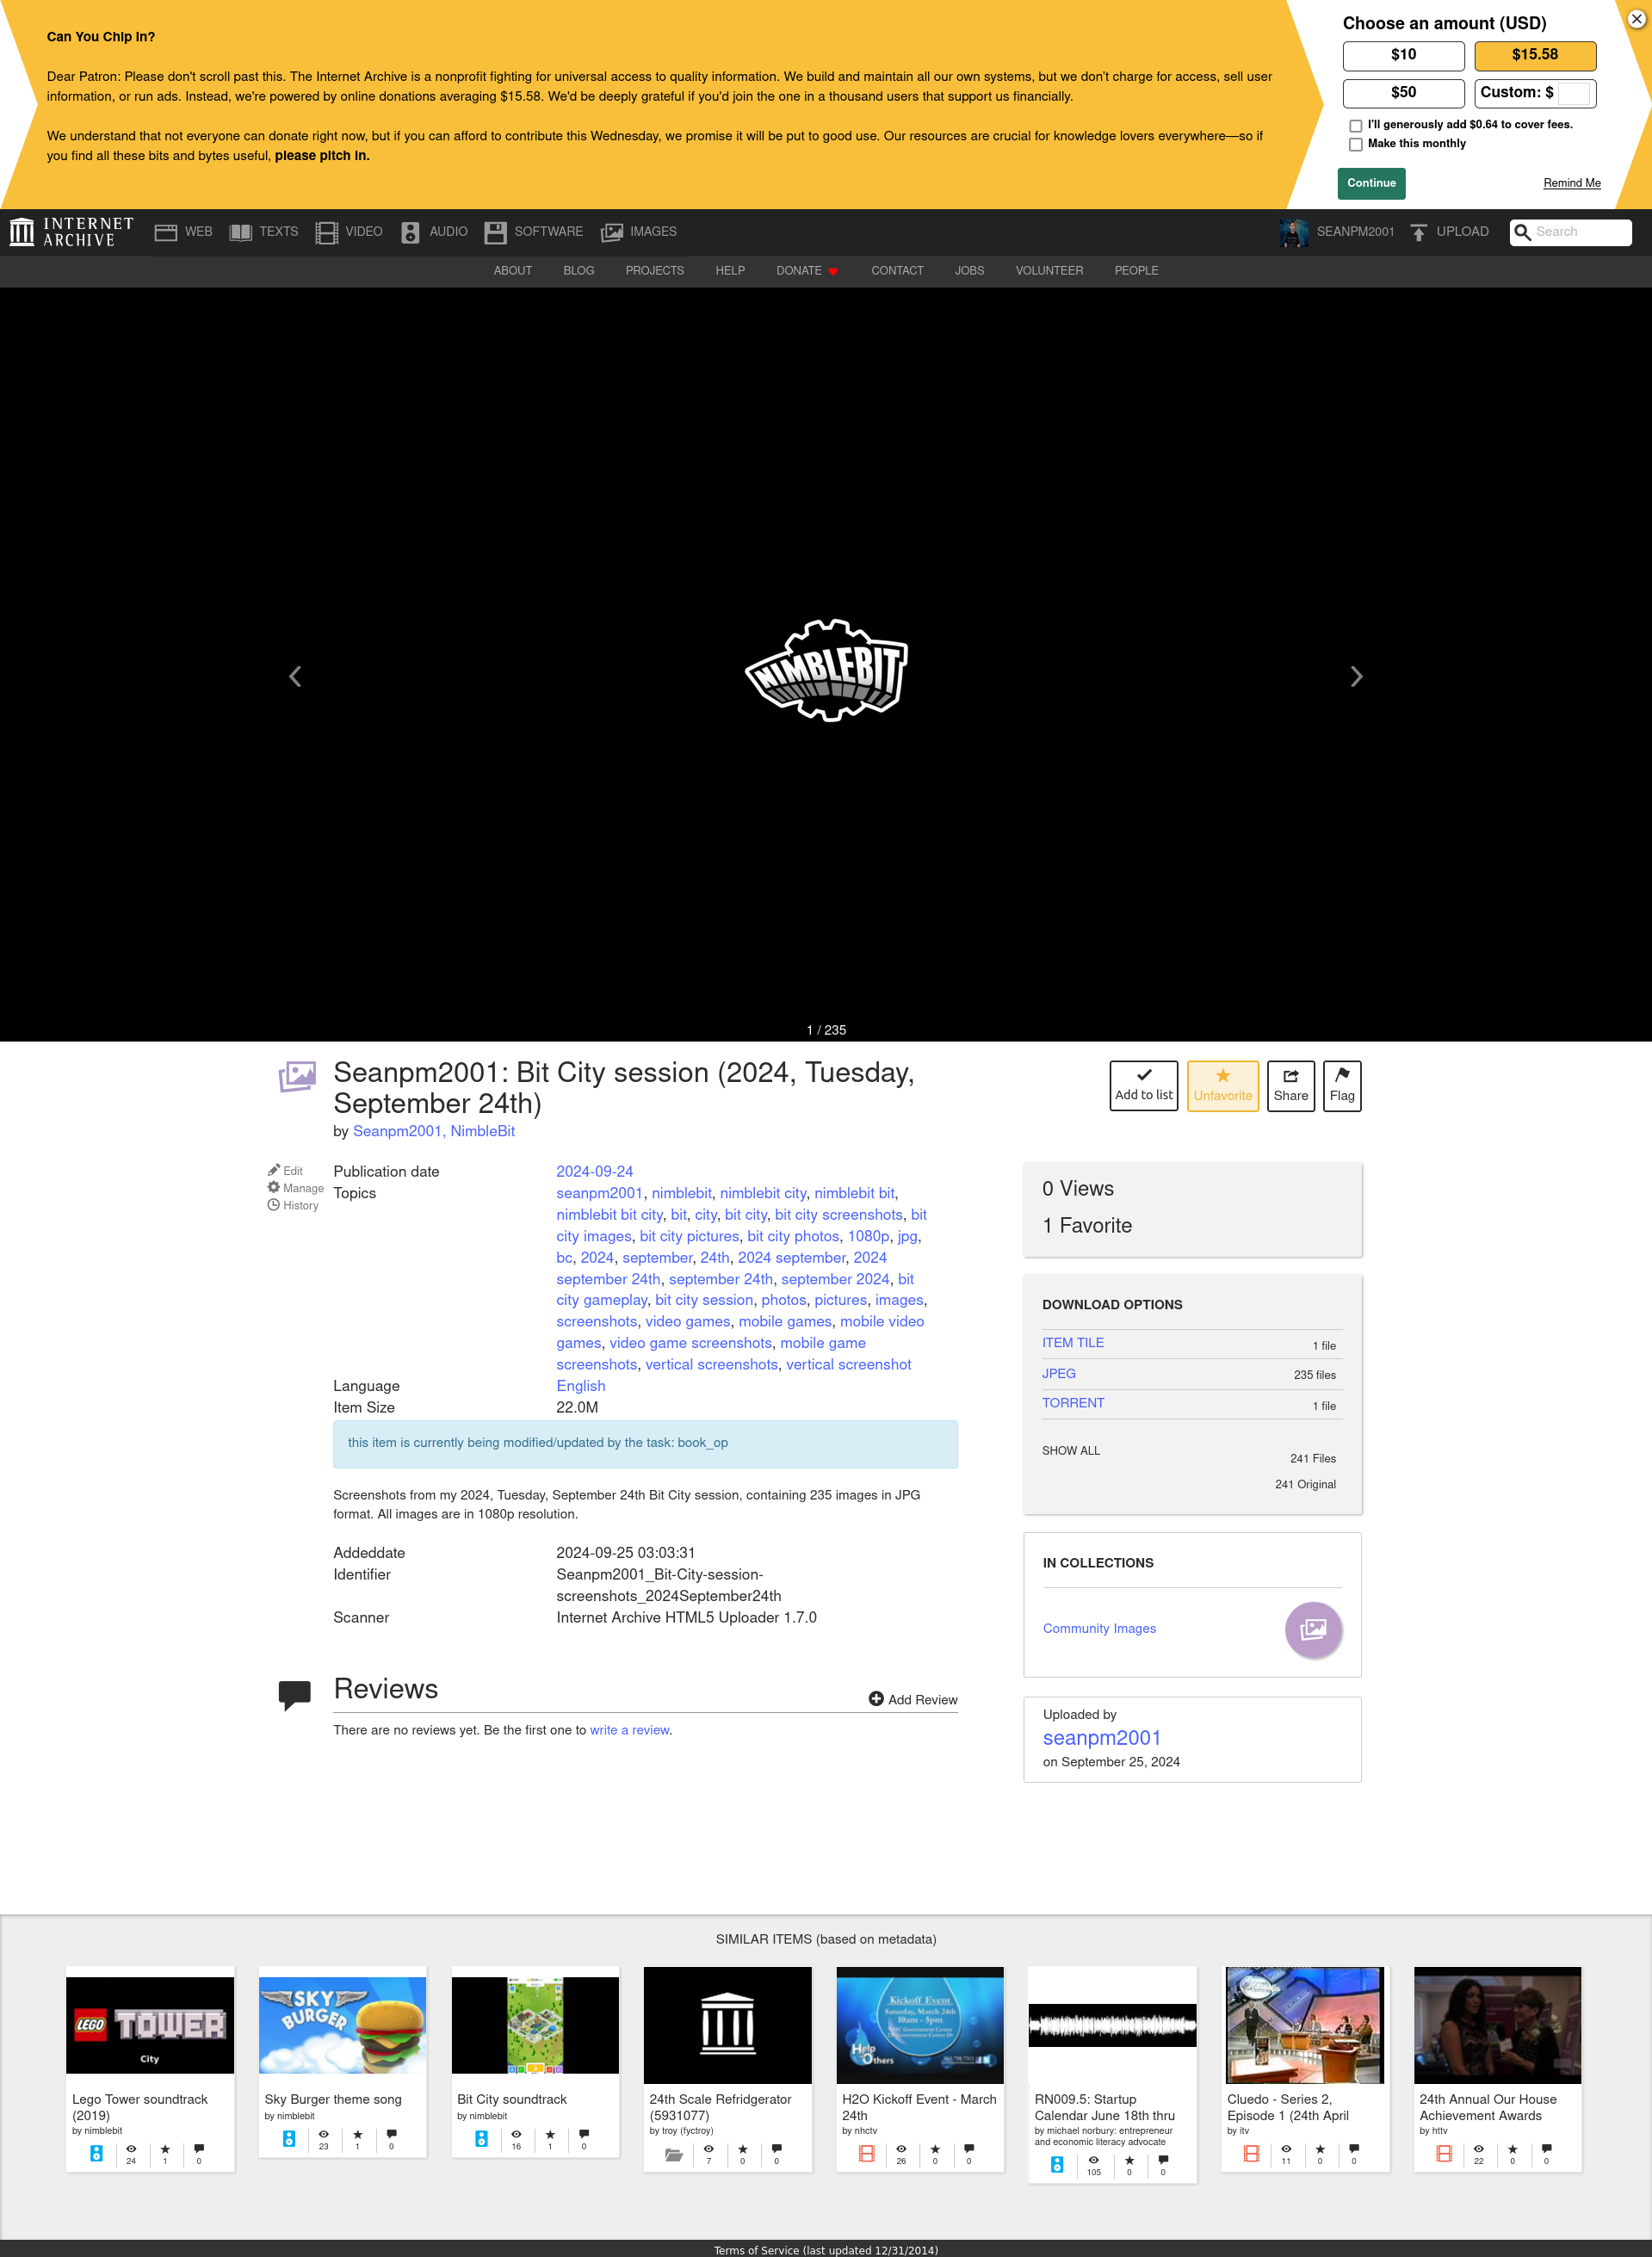 Can You Chip In?
Dear Patron: Please don't scroll past this. The Internet Archive is a nonprofit fighting for universal access to quality information. We build and maintain all our own systems, but we don't charge for access, sell user
information, or run ads. Instead, we're powered by online donations averaging $15.58. We'd be deeply grateful if you'd join the one in a thousand users that support us financially.
We understand that not everyone can donate right now, but if you can afford to contribute this Wednesday, we promise it will be put to good use. Our resources are crucial for knowledge lovers everywhere—so if
you find all these bits and bytes useful, please pitch in.
Choose an amount (USD)
$10 $15.58
$50 Custom: $
I'll generously add $0.64 to cover fees.
Make this monthly
Continue Remind Me
INTERNET ARCHIVE WEB TEXTS VIDEO AUDIO SOFTWARE IMAGES SEANPM2001 UPLOAD Search
ABOUT BLOG PROJECTS HELP DONATE CONTACT JOBS VOLUNTEER PEOPLE
NIMBLEBIT
1 / 235
Seanpm2001: Bit City session (2024, Tuesday,
September 24th)
by Seanpm2001, NimbleBit
Add to list Unfavorite Share Flag
Edit
Manage
History
Publication date 2024-09-24
Topics seanpm2001, nimblebit, nimblebit city, nimblebit bit,
nimblebit bit city, bit, city, bit city, bit city screenshots, bit
city images, bit city pictures, bit city photos, 1080p, jpg,
bc, 2024, september, 24th, 2024 september, 2024
september 24th, september 24th, september 2024, bit
city gameplay, bit city session, photos, pictures, images,
screenshots, video games, mobile games, mobile video
games, video game screenshots, mobile game
screenshots, vertical screenshots, vertical screenshot
Language English
Item Size 22.0M
this item is currently being modified/updated by the task: book_op
Screenshots from my 2024, Tuesday, September 24th Bit City session, containing 235 images in JPG
format. All images are in 1080p resolution.
Addeddate 2024-09-25 03:03:31
Identifier Seanpm2001_Bit-City-session-
screenshots_2024September24th
Scanner Internet Archive HTML5 Uploader 1.7.0
Reviews
Add Review
There are no reviews yet. Be the first one to write a review.
0 Views
1 Favorite
DOWNLOAD OPTIONS
ITEM TILE 1 file
JPEG 235 files
TORRENT 1 file
SHOW ALL
241 Files
241 Original
IN COLLECTIONS
Community Images
Uploaded by
seanpm2001
on September 25, 2024
SIMILAR ITEMS (based on metadata)
LEGO TOWER
City
Lego Tower soundtrack
(2019)
by nimblebit
24 1 0
SKY
BURGER
Sky Burger theme song
by nimblebit
23 1 0
Bit City soundtrack
by nimblebit
16 1 0
24th Scale Refridgerator
(5931077)
by troy (fyctroy)
7 0 0
Kickoff Event
Saturday, March 24th
10am - 5pm
Help
Others
H2O Kickoff Event - March
24th
by nhctv
26 0 0
RN009.5: Startup
Calendar June 18th thru
by michael norbury: entrepreneur
and economic literacy advocate
105 0 0
Cluedo - Series 2,
Episode 1 (24th April
by itv
11 0 0
24th Annual Our House
Achievement Awards
by httv
22 0 0
Terms of Service (last updated 12/31/2014)